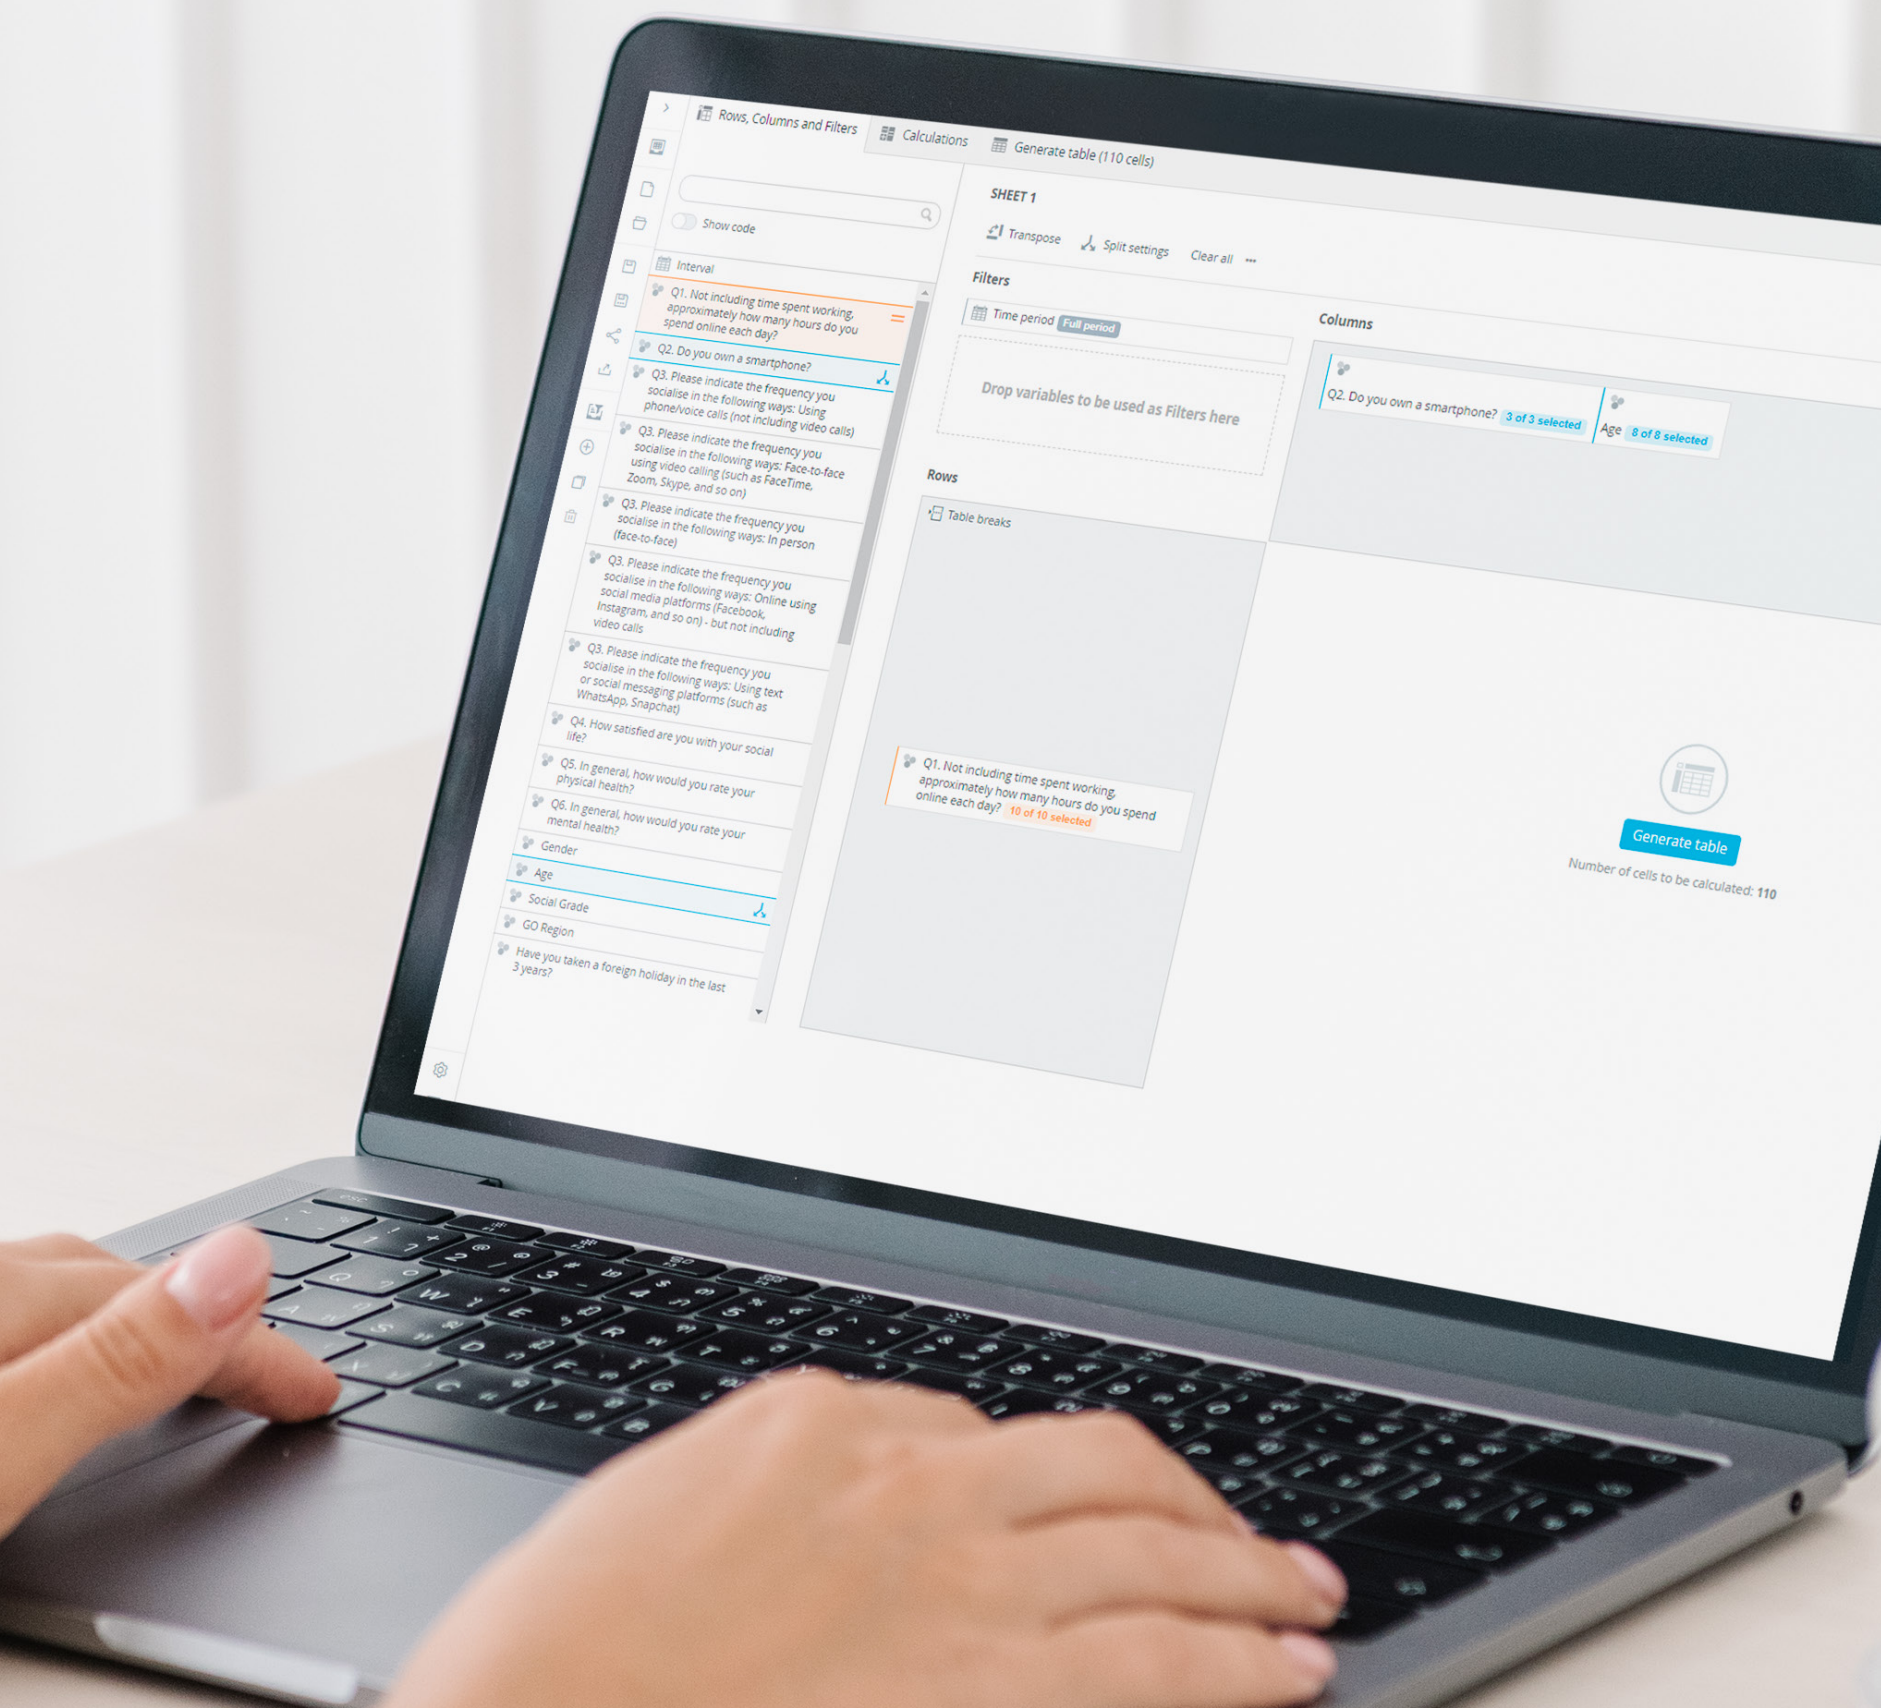 Rows, Columns and Filters
Calculations
Generate table (110 cells)
Show code
Interval
Q1. Not including time spent working,
approximately how many hours do you
spend online each day?
Q2. Do you own a smartphone?
Q3. Please indicate the frequency you
socialise in the following ways: Using
phone/voice calls (not including video calls)
Q3. Please indicate the frequency you
socialise in the following ways: Face-to-face
using video calling (such as FaceTime,
Zoom, Skype, and so on)
Q3. Please indicate the frequency you
socialise in the following ways: In person
(face-to-face)
Q3. Please indicate the frequency you
socialise in the following ways: Online using
social media platforms (Facebook,
Instagram, and so on) - but not including
video calls
Q3. Please indicate the frequency you
socialise in the following ways: Using text
or social messaging platforms (such as
WhatsApp, Snapchat)
Q4. How satisfied are you with your social
life?
Q5. In general, how would you rate your
physical health?
Q6. In general, how would you rate your
mental health?
Gender
Age
Social Grade
GO Region
Have you taken a foreign holiday in the last
3 years?
SHEET 1
Transpose
Split settings
Clear all
Filters
Time period Full period
Drop variables to be used as Filters here
Columns
Q2. Do you own a smartphone? 3 of 3 selected
Age 8 of 8 selected
Rows
Table breaks
Q1. Not including time spent working,
approximately how many hours do you spend
online each day? 10 of 10 selected
Generate table
Number of cells to be calculated: 110
esc